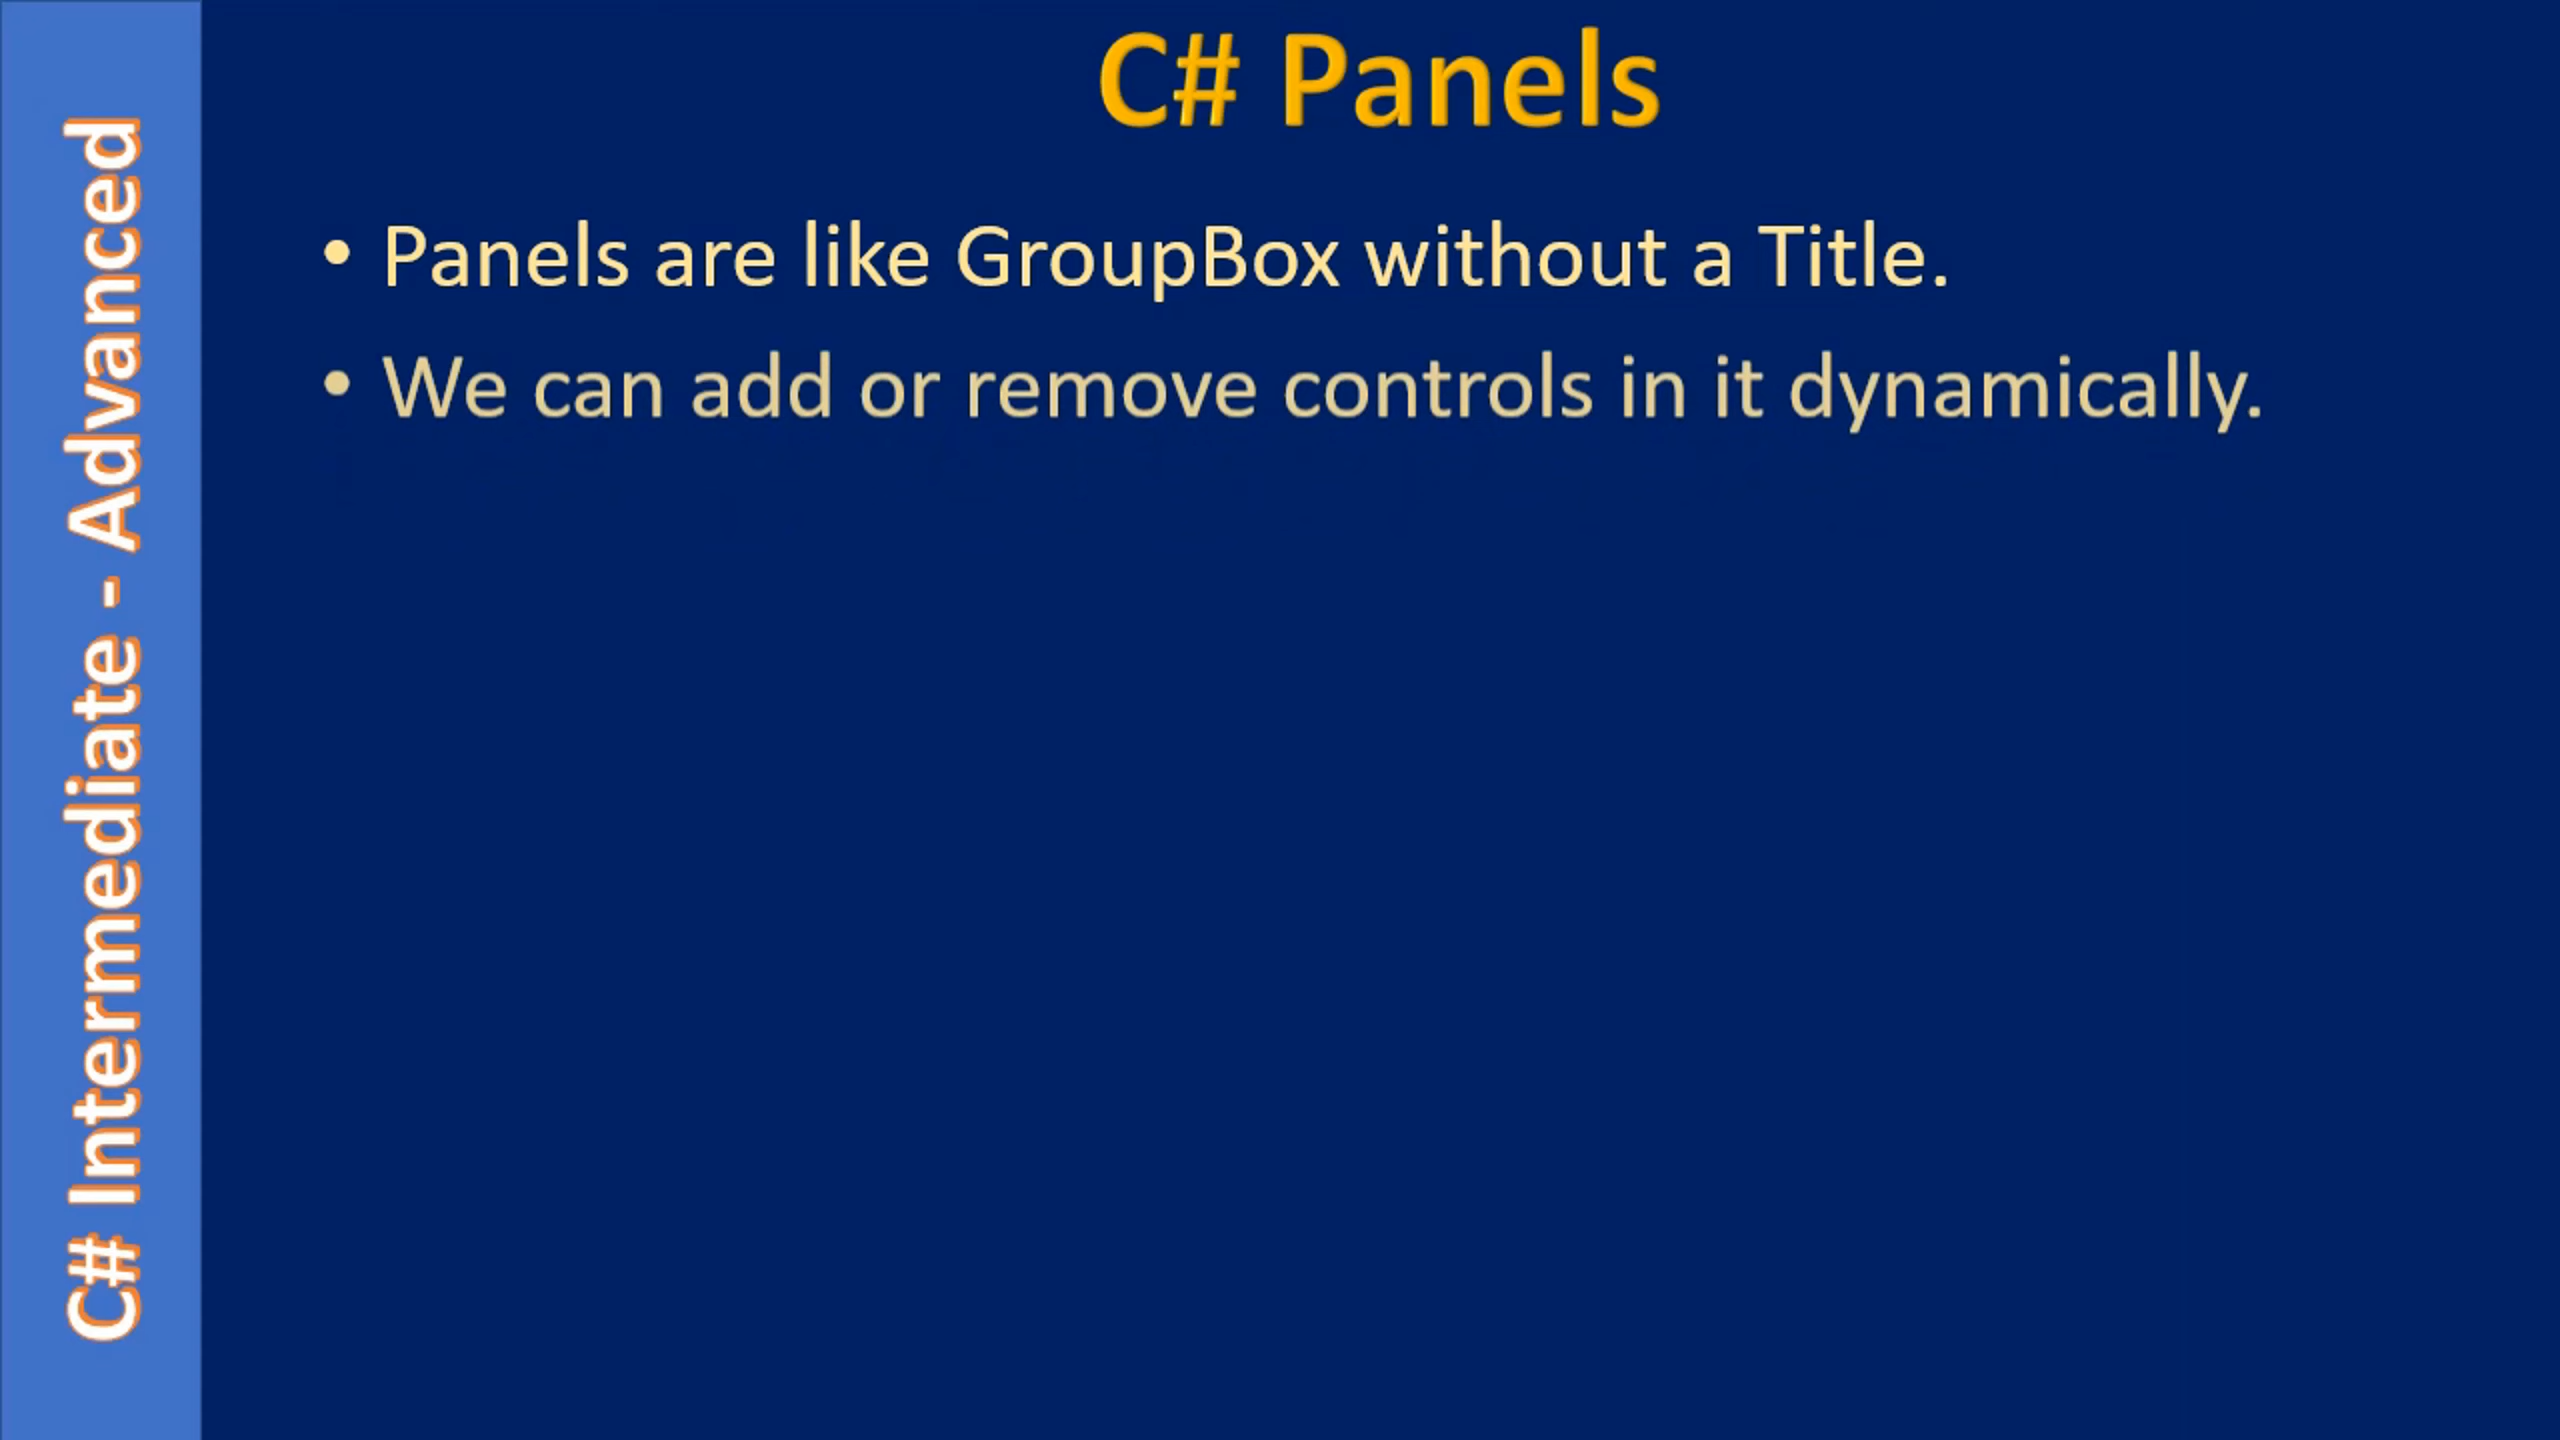 C# Panels
• Panels are like GroupBox without a Title.
• We can add or remove controls in it dynamically.
C# Intermediate - Advanced